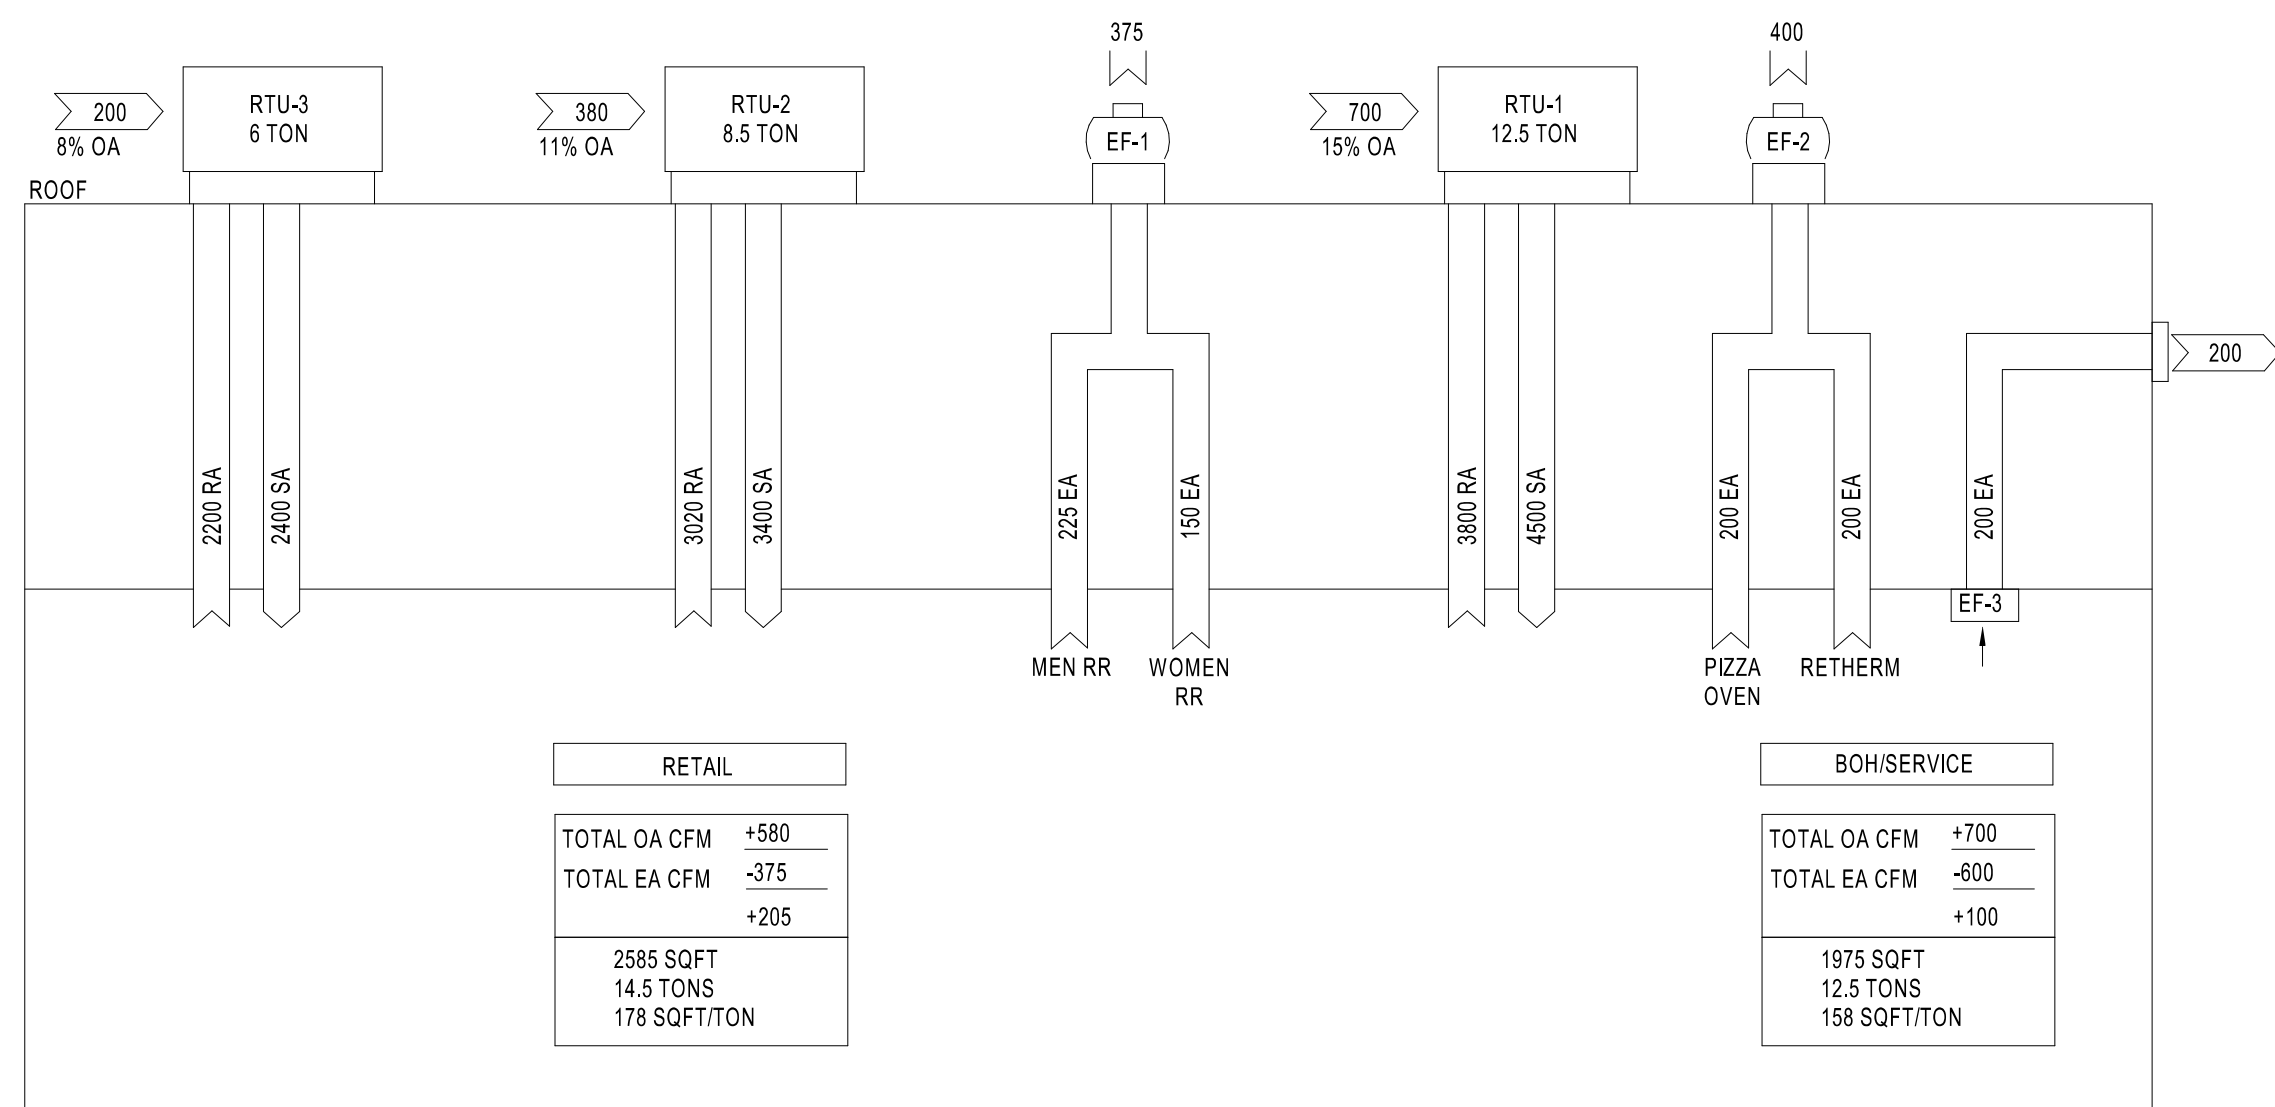 375
400
200
8% OA
RTU-3
6 TON
380
11% OA
RTU-2
8.5 TON
EF-1
700
15% OA
RTU-1
12.5 TON
EF-2
ROOF
200
2200 RA
2400 SA
3020 RA
3400 SA
225 EA
150 EA
3800 RA
4500 SA
200 EA
200 EA
200 EA
EF-3
MEN RR
WOMEN
RR
PIZZA
OVEN
RETHERM
RETAIL
TOTAL OA CFM +580
TOTAL EA CFM -375
+205
2585 SQFT
14.5 TONS
178 SQFT/TON
BOH/SERVICE
TOTAL OA CFM +700
TOTAL EA CFM -600
+100
1975 SQFT
12.5 TONS
158 SQFT/TON